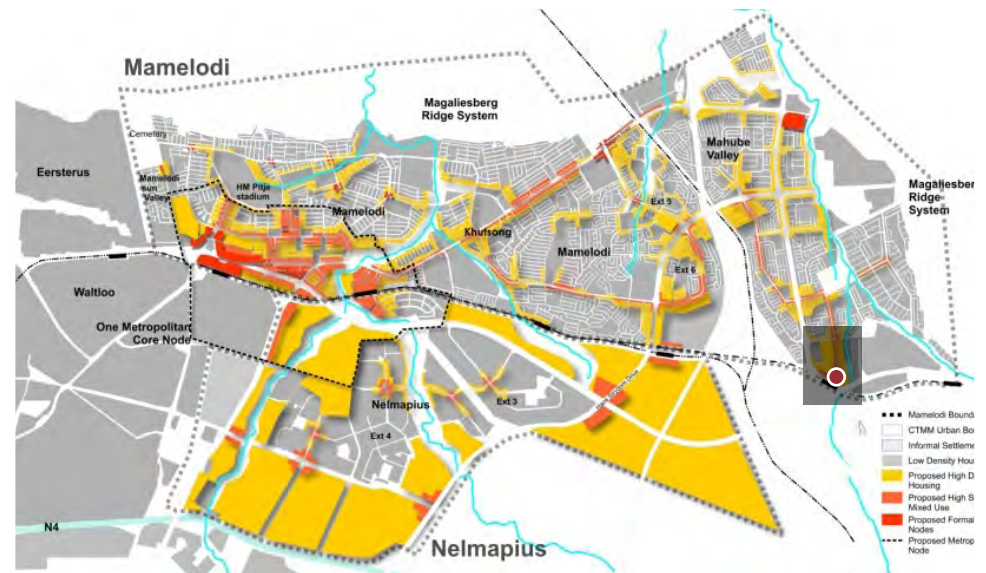 Mamelodi
Magaliesberg
Ridge System
Cemetery
Mahube
Valley
Eersterus
Mamelodi
sun
Valley
HM Pitje
stadium
Mamelodi
Ext 5
Magaliesber
Ridge
System
Khutsong
Mamelodi
Ext 6
Waltloo
One Metropolitan
Core Node
Nelmapius
Ext 3
Ext 4
Drive
N4
Nelmapius
Mamelodi Bounda
CTMM Urban Bo
Informal Settleme
Low Density Hou
Proposed High D
Housing
Proposed High S
Mixed Use
Proposed Formal
Nodes
Proposed Metrop
Node